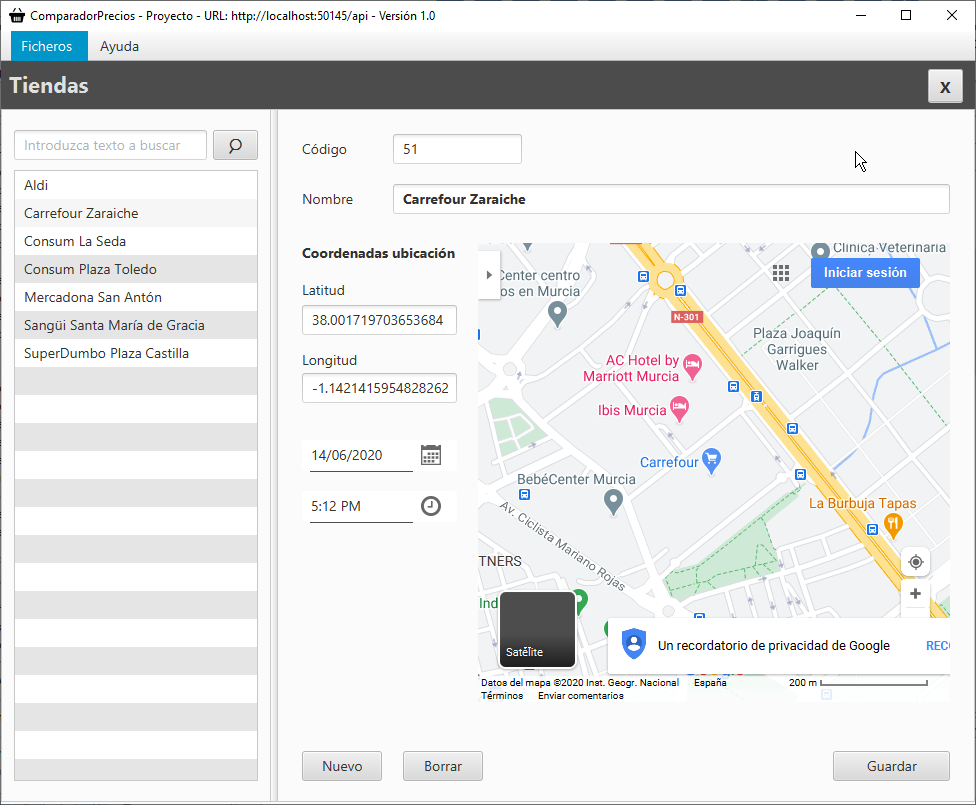 ComparadorPrecios - Proyecto - URL: http://localhost:50145/api - Versión 1.0
Ficheros
Ayuda
Tiendas
x
Introduzca texto a buscar
Aldi
Carrefour Zaraiche
Consum La Seda
Consum Plaza Toledo
Mercadona San Antón
Sangüi Santa María de Gracia
SuperDumbo Plaza Castilla
Código
51
Nombre
Carrefour Zaraiche
Coordenadas ubicación
Latitud
38.001719703653684
Longitud
-1.1421415954828262
14/06/2020
5:12 PM
Clínica Veterinaria
Iniciar sesión
Center centro
os en Murcia
N-301
Plaza Joaquín
Garrigues
Walker
AC Hotel by
Marriott Murcia
Ibis Murcia
Carrefour
BebéCenter Murcia
La Burbuja Tapas
Av. Ciclista Mariano Rojas
TNERS
Ind
+
Satélite
Un recordatorio de privacidad de Google
RECO
Datos del mapa ©2020 Inst. Geogr. Nacional
España
200 m
Términos
Enviar comentarios
Nuevo
Borrar
Guardar